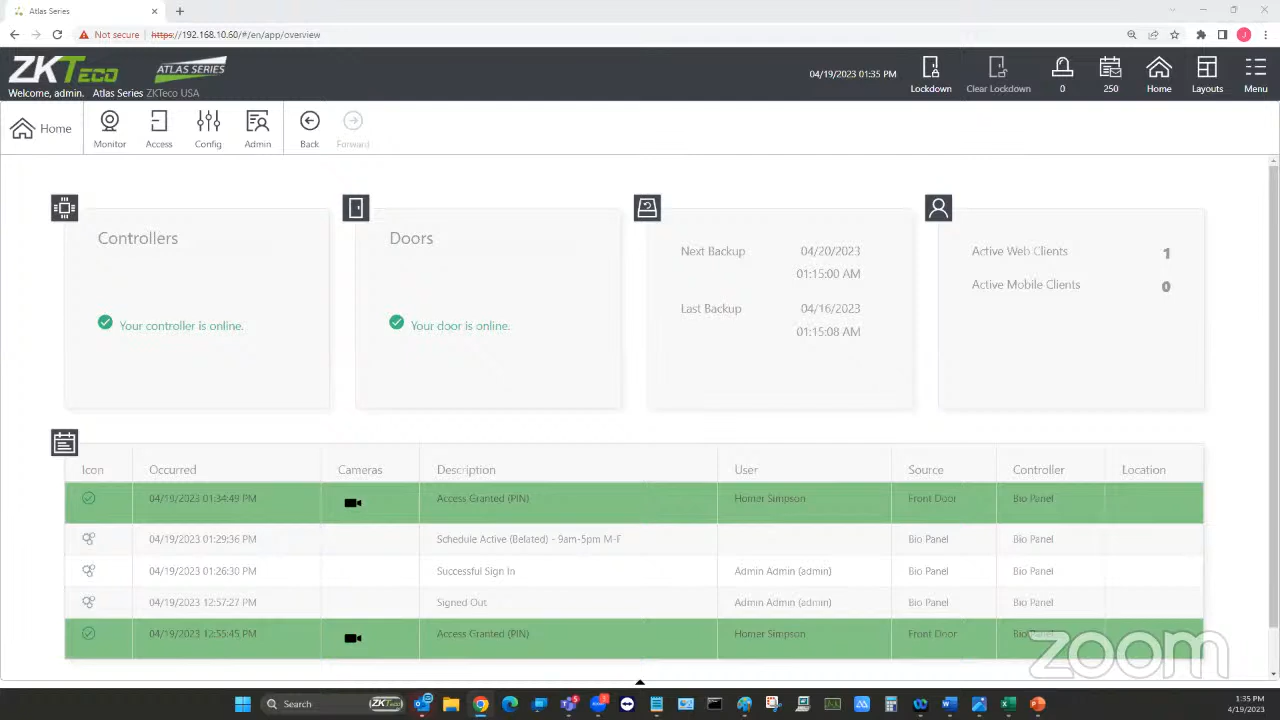 Atlas Series
Not secure https://192.168.10.60/#/en/app/overview
ZKTeco ATLAS SERIES
Welcome, admin. Atlas Series ZKTeco USA
04/19/2023 01:35 PM
Lockdown Clear Lockdown 0 250 Home Layouts Menu
Home Monitor Access Config Admin Back Forward
Controllers
Your controller is online.
Doors
Your door is online.
Next Backup 04/20/2023
01:15:00 AM
Last Backup 04/16/2023
01:15:08 AM
Active Web Clients 1
Active Mobile Clients 0
Icon Occurred Cameras Description User Source Controller Location
04/19/2023 01:34:49 PM Access Granted (PIN) Homer Simpson Front Door Bio Panel
04/19/2023 01:29:36 PM Schedule Active (Belated) - 9am-5pm M-F Bio Panel Bio Panel
04/19/2023 01:26:30 PM Successful Sign In Admin Admin (admin) Bio Panel Bio Panel
04/19/2023 12:57:27 PM Signed Out Admin Admin (admin) Bio Panel Bio Panel
04/19/2023 12:55:45 PM Access Granted (PIN) Homer Simpson Front Door Bio Panel
zoom
Search ZKTeco
1:35 PM
4/19/2023